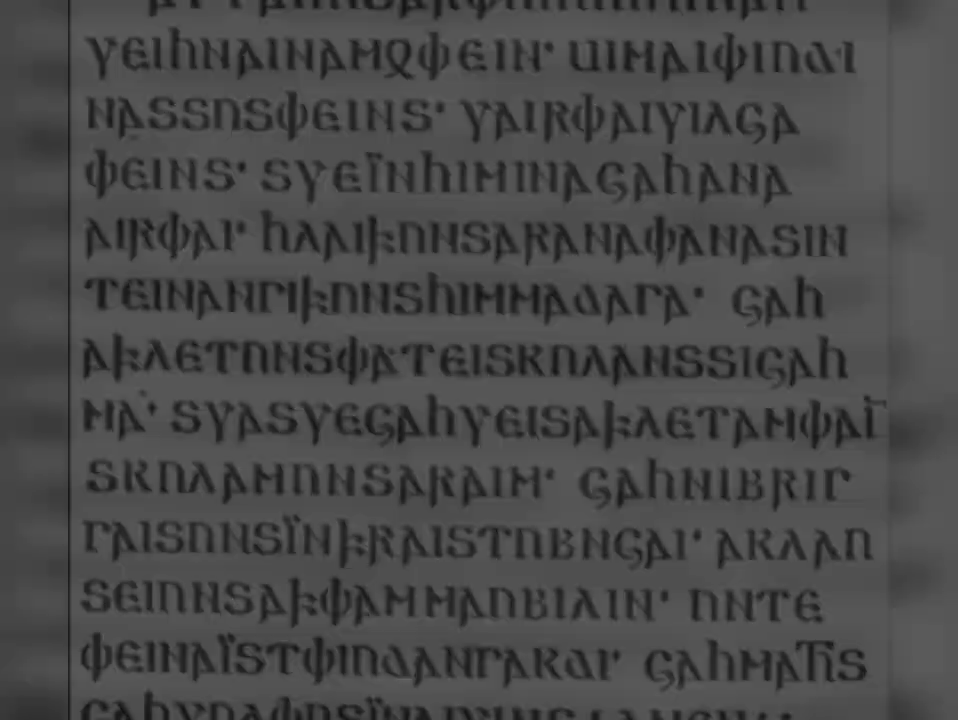 𐍅𐌴𐌹𐌷𐌽𐌰𐌹𐌽𐌰𐌼𐍉𐌸𐌴𐌹𐌽· 𐌵𐌹𐌼𐌰𐌹𐌸𐌹𐌿𐌳𐌹
𐌽𐌰𐍃𐍃𐌿𐍃𐌸𐌴𐌹𐌽𐍃· 𐍅𐌰𐌹𐍂𐌸𐌰𐌹𐍅𐌹𐌻𐌾𐌰
𐌸𐌴𐌹𐌽𐍃· 𐍃𐍅𐌴𐌹̈𐌽𐌷𐌹𐌼𐌹𐌽𐌰𐌾𐌰𐌷𐌰𐌽𐌰
𐌰𐌹𐍂𐌸𐌰𐌹· 𐌷𐌻𐌰𐌹𐍆𐌿𐌽𐍃𐌰𐍂𐌰𐌽𐌰𐌸𐌰𐌽𐌰𐍃𐌹𐌽
𐍄𐌴𐌹𐌽𐌰𐌽𐌲𐌹𐍆𐌿𐌽𐍃𐌷𐌹𐌼𐌼𐌰𐌳𐌰𐌲𐌰· 𐌾𐌰𐌷
𐌰𐍆𐌻𐌴𐍄𐌿𐌽𐍃𐌸𐌰𐍄𐌴𐌹𐍃𐌺𐌿𐌻𐌰𐌽𐍃𐍃𐌹𐌾𐌰𐌹
𐌼𐌰· 𐍃𐍅𐌰𐍃𐍅𐌴𐌾𐌰𐌷𐍅𐌴𐌹𐍃𐌰𐍆𐌻𐌴𐍄𐌰𐌼𐌸𐌰𐌹𐌼
𐍃𐌺𐌿𐌻𐌰𐌼𐌿𐌽𐍃𐌰𐍂𐌰𐌹𐌼· 𐌾𐌰𐌷𐌽𐌹𐌱𐍂𐌹𐌲
𐌲𐌰𐌹𐍃𐌿𐌽𐍃𐌹̈𐌽𐍆𐍂𐌰𐌹𐍃𐍄𐌿𐌱𐌽𐌾𐌰𐌹· 𐌰𐌺𐌻𐌰𐌿
𐍃𐌴𐌹𐌿𐌽𐍃𐌰𐍆𐌸𐌰𐌼𐌼𐌰𐌿𐌱𐌹𐌻𐌹𐌽· 𐌿𐌽𐍄𐌴
𐌸𐌴𐌹𐌽𐌰𐌹̈𐍃𐍄𐌸𐌹𐌿𐌳𐌰𐌽𐌲𐌰𐍂𐌳𐌹· 𐌾𐌰𐌷𐌼𐌰𐌷𐍄𐍃